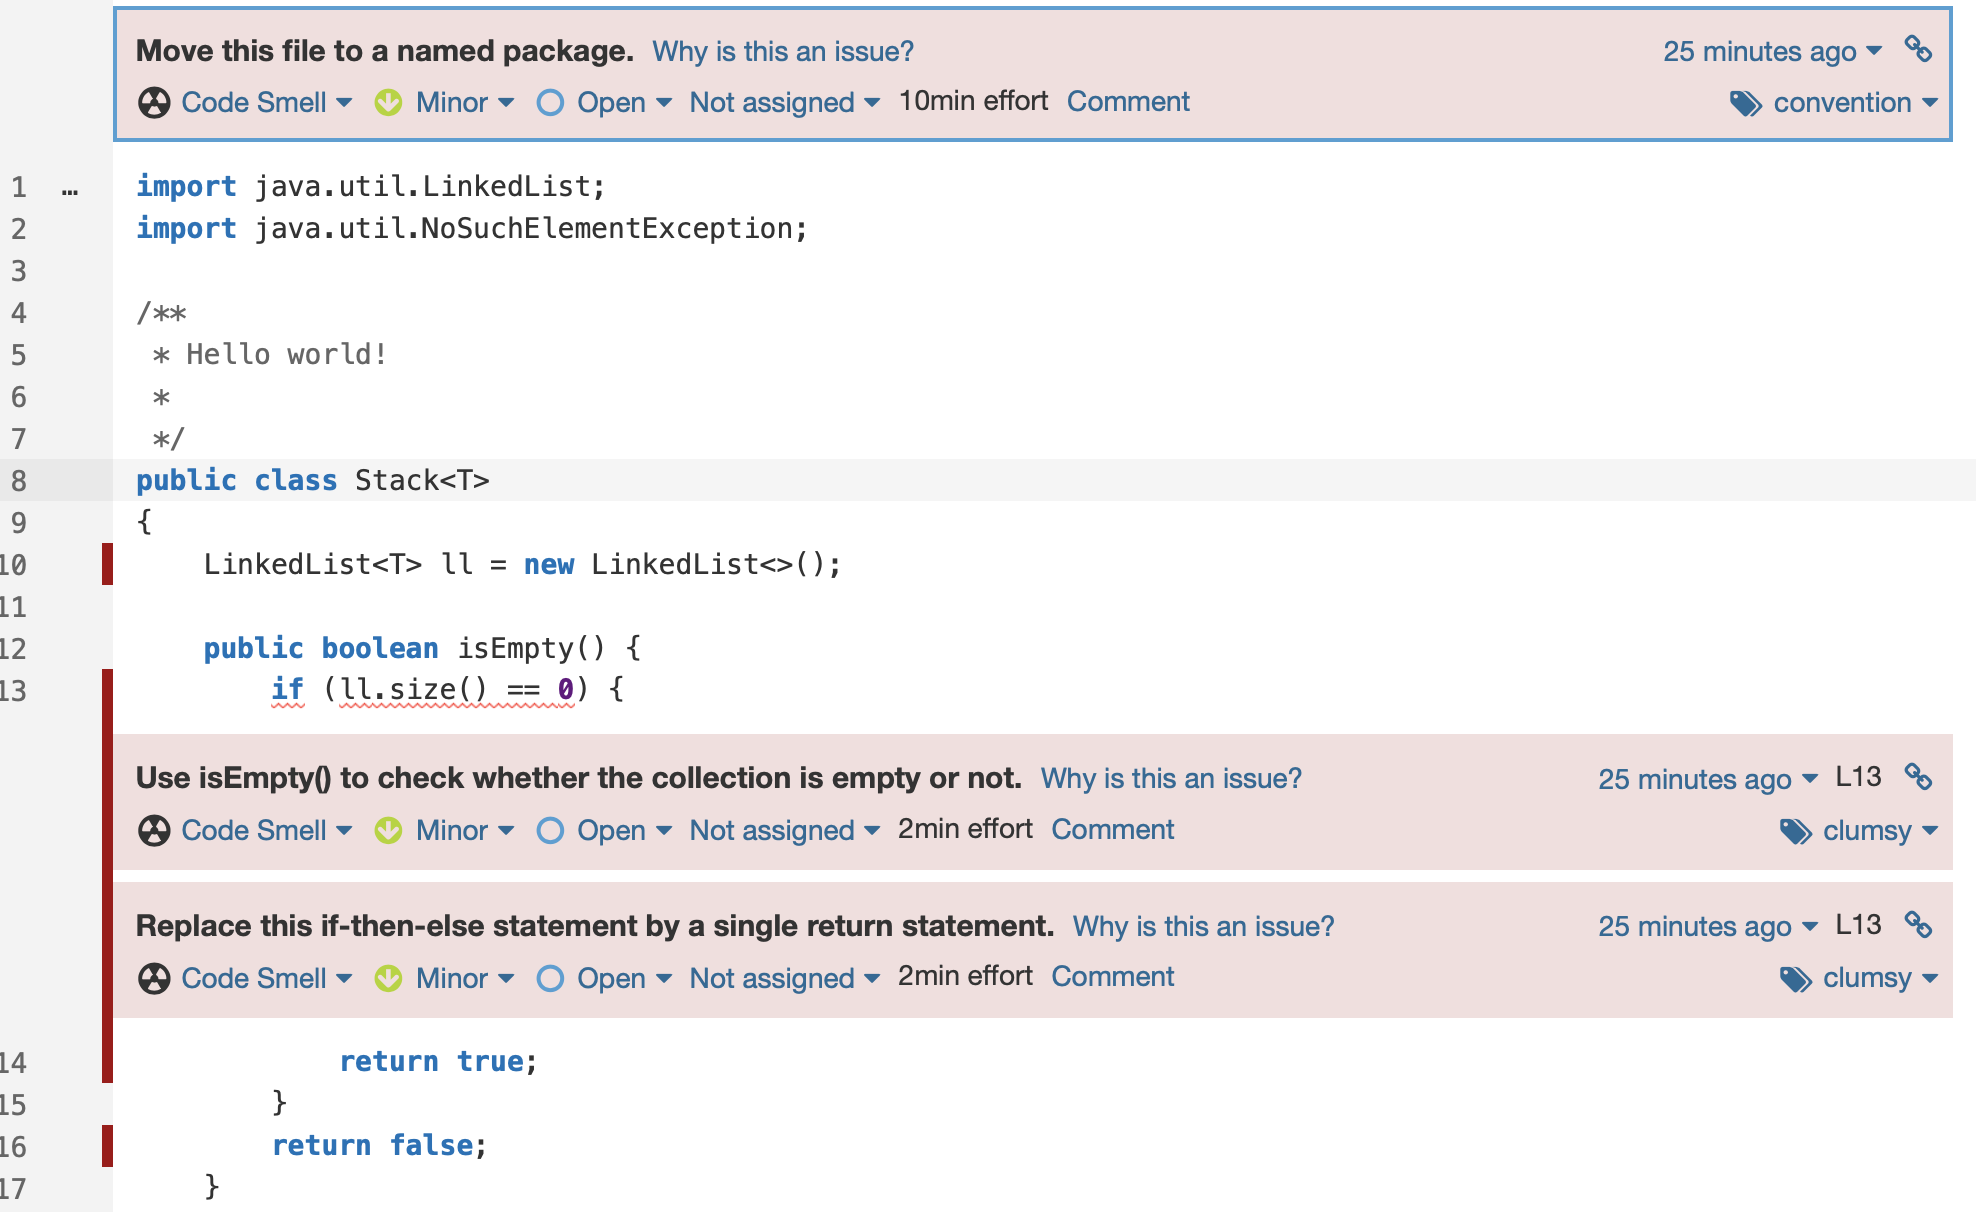 Move this file to a named package. Why is this an issue? 25 minutes ago
Code Smell Minor Open Not assigned 10min effort Comment convention
1 … import java.util.LinkedList;
2 import java.util.NoSuchElementException;
3
4 /**
5  * Hello world!
6  *
7  */
8 public class Stack<T>
9 {
10     LinkedList<T> ll = new LinkedList<>();
11
12     public boolean isEmpty() {
13         if (ll.size() == 0) {
Use isEmpty() to check whether the collection is empty or not. Why is this an issue? 25 minutes ago L13
Code Smell Minor Open Not assigned 2min effort Comment clumsy
Replace this if-then-else statement by a single return statement. Why is this an issue? 25 minutes ago L13
Code Smell Minor Open Not assigned 2min effort Comment clumsy
14             return true;
15         }
16         return false;
17     }